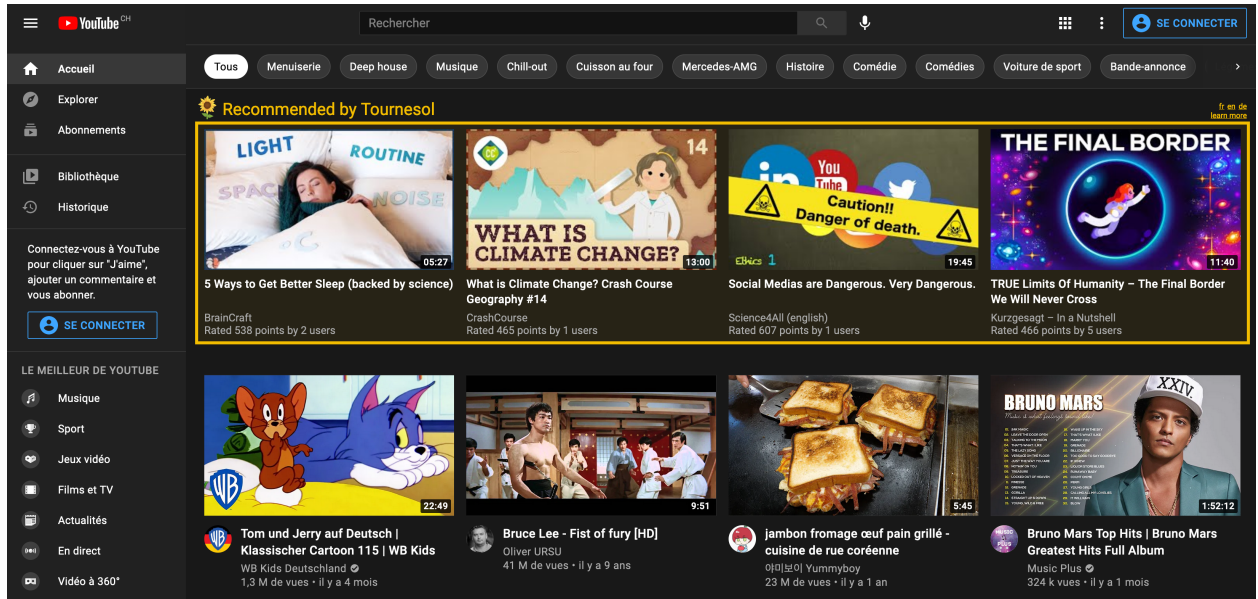 YouTube CH
Rechercher
SE CONNECTER
Tous
Menuiserie
Deep house
Musique
Chill-out
Cuisson au four
Mercedes-AMG
Histoire
Comédie
Comédies
Voiture de sport
Bande-annonce
Accueil
Explorer
Abonnements
Bibliothèque
Historique
Connectez-vous à YouTube
pour cliquer sur "J'aime",
ajouter un commentaire et
vous abonner.
SE CONNECTER
LE MEILLEUR DE YOUTUBE
Musique
Sport
Jeux vidéo
Films et TV
Actualités
En direct
Vidéo à 360°
Recommended by Tournesol
fr en de
learn more
LIGHT
ROUTINE
SPACE
NOISE
°C
05:27
5 Ways to Get Better Sleep (backed by science)
BrainCraft
Rated 538 points by 2 users
CC
14
WHAT IS
CLIMATE CHANGE?
13:00
What is Climate Change? Crash Course
Geography #14
CrashCourse
Rated 465 points by 1 users
in
You
Tube
Caution!!
Danger of death.
Ethics 1
19:45
Social Medias are Dangerous. Very Dangerous.
Science4All (english)
Rated 607 points by 1 users
THE FINAL BORDER
11:40
TRUE Limits Of Humanity – The Final Border
We Will Never Cross
Kurzgesagt – In a Nutshell
Rated 466 points by 5 users
WB
22:49
Tom und Jerry auf Deutsch |
Klassischer Cartoon 115 | WB Kids
WB Kids Deutschland
1,3 M de vues • il y a 4 mois
9:51
Bruce Lee - Fist of fury [HD]
Oliver URSU
41 M de vues • il y a 9 ans
5:45
jambon fromage œuf pain grillé -
cuisine de rue coréenne
야미보이 Yummyboy
23 M de vues • il y a 1 an
BRUNO MARS
XXIV.
1:52:12
MUSIC
PLUS
Bruno Mars Top Hits | Bruno Mars
Greatest Hits Full Album
Music Plus
324 k vues • il y a 1 mois